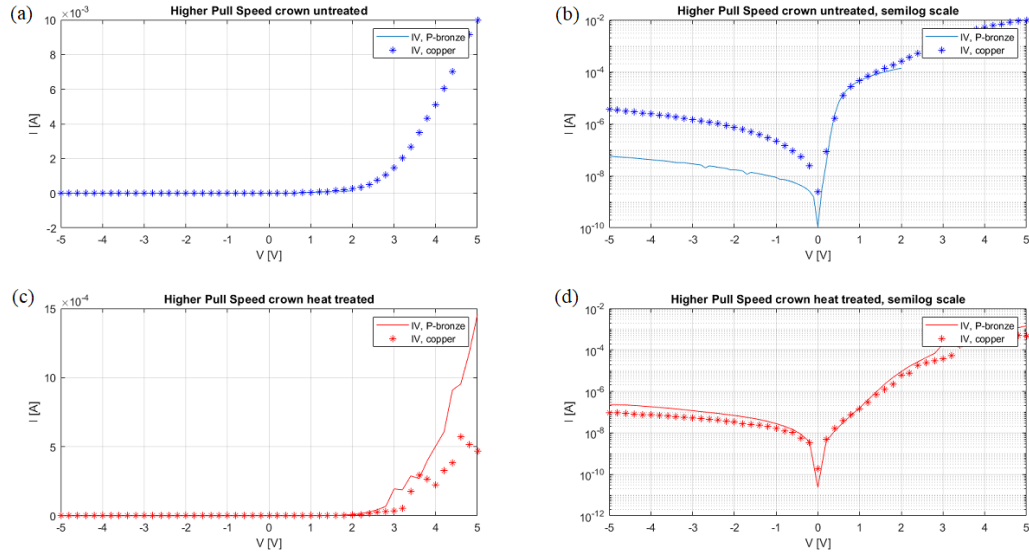 (a)
Higher Pull Speed crown untreated
×10⁻³
10
8
6
4
2
0
-2
I [A]
IV, P-bronze
IV, copper
-5 -4 -3 -2 -1 0 1 2 3 4 5
V [V]
(b)
Higher Pull Speed crown untreated, semilog scale
10⁻²
10⁻⁴
10⁻⁶
10⁻⁸
10⁻¹⁰
I [A]
IV, P-bronze
IV, copper
-5 -4 -3 -2 -1 0 1 2 3 4 5
V [V]
(c)
Higher Pull Speed crown heat treated
×10⁻⁴
15
10
5
0
I [A]
IV, P-bronze
IV, copper
-5 -4 -3 -2 -1 0 1 2 3 4 5
V [V]
(d)
Higher Pull Speed crown heat treated, semilog scale
10⁻²
10⁻⁴
10⁻⁶
10⁻⁸
10⁻¹⁰
10⁻¹²
I [A]
IV, P-bronze
IV, copper
-5 -4 -3 -2 -1 0 1 2 3 4 5
V [V]